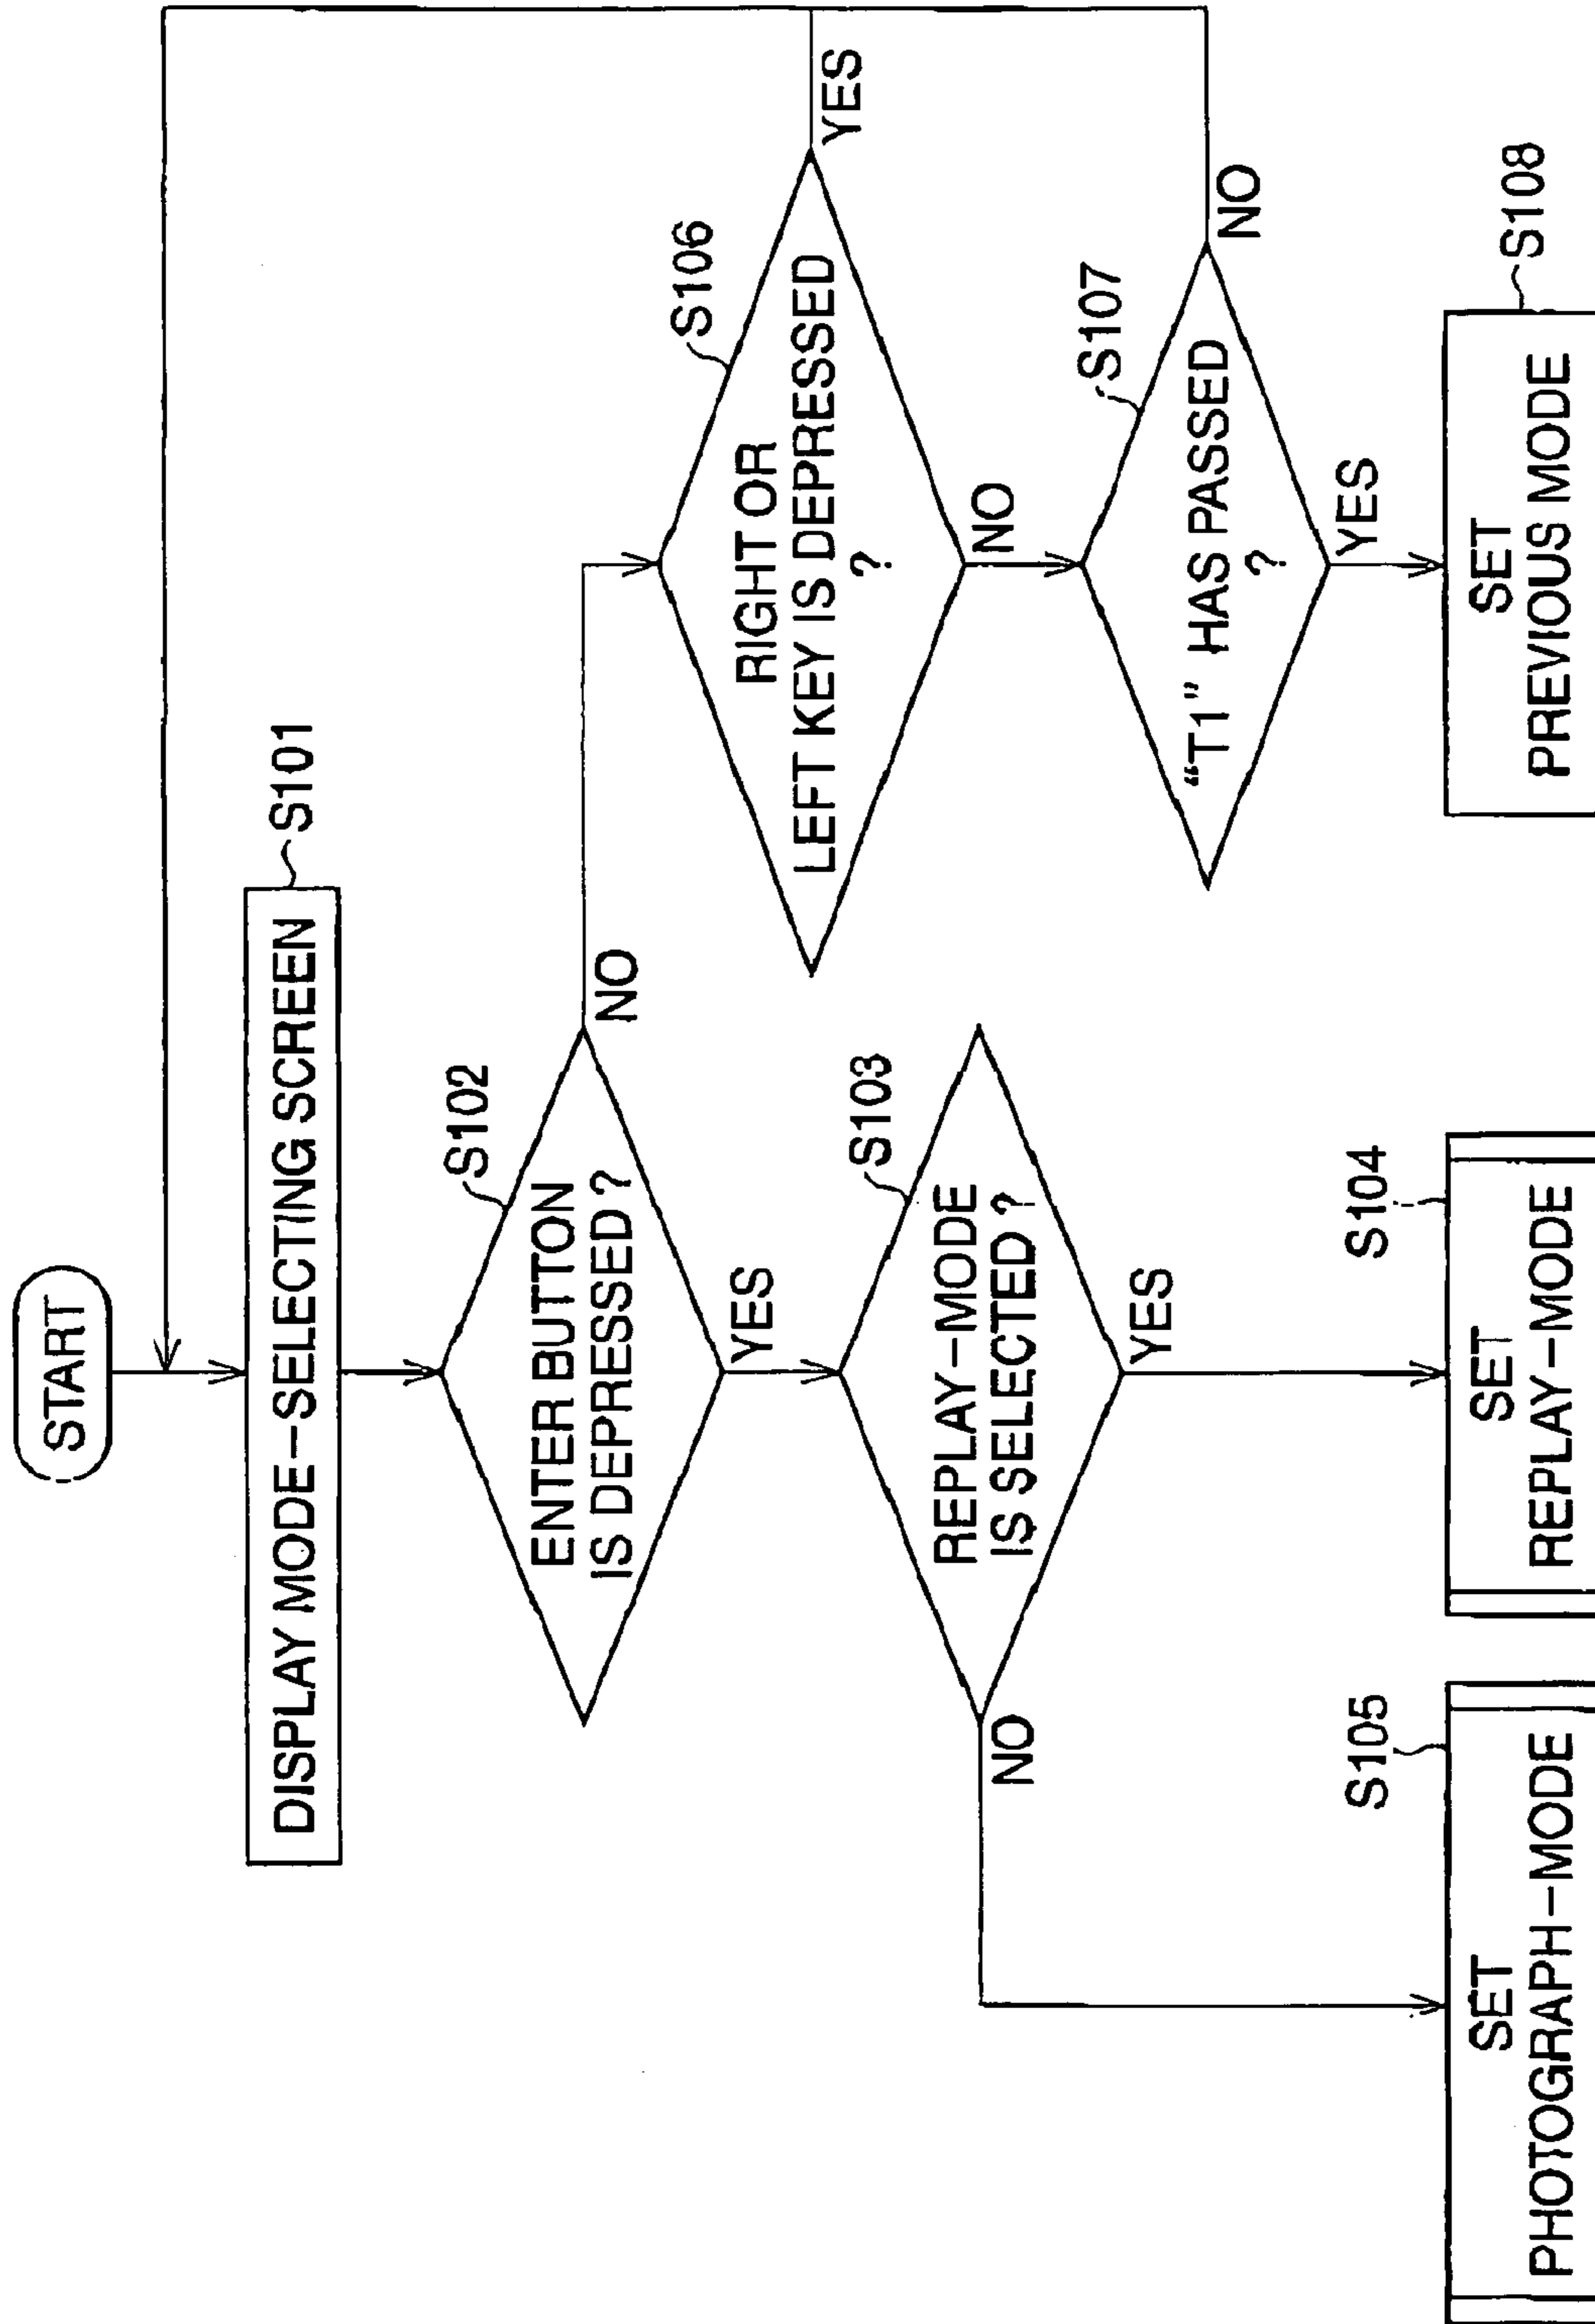 START
DISPLAY MODE-SELECTING SCREEN
S101
ENTER BUTTON
IS DEPRESSED ?
S102
NO
YES
RIGHT OR
LEFT KEY IS DEPRESSED
?
S106
YES
NO
REPLAY-MODE
IS SELECTED ?
S103
NO
YES
"T1" HAS PASSED
?
S107
NO
YES
S105
SET
PHOTOGRAPH-MODE
S104
SET
REPLAY-MODE
SET
PREVIOUS MODE
S108